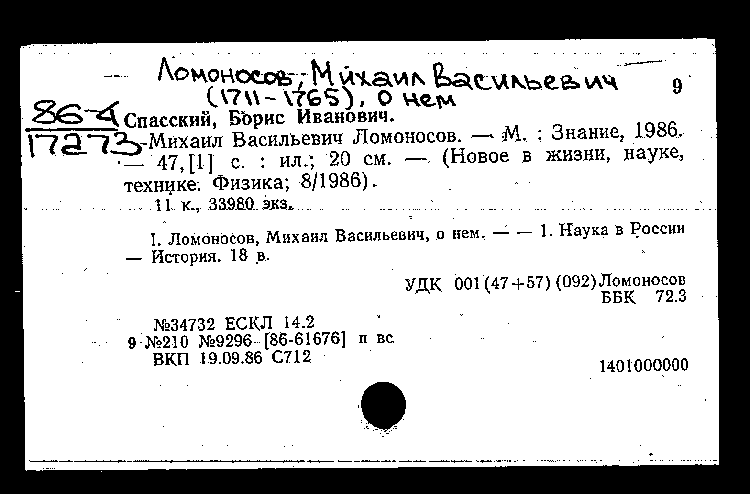 Ломоносов, Михаил Васильевич
9
(1711-1765), о нем
86-4
17273
Спасский, Борис Иванович.
Михаил Васильевич Ломоносов. — М. : Знание, 1986.
— 47,[1] с. : ил.; 20 см. — (Новое в жизни, науке,
технике. Физика; 8/1986).
11 к., 33980 экз.
I. Ломоносов, Михаил Васильевич, о нем. — — 1. Наука в России
— История. 18 в.
УДК 001(47+57)(092)Ломоносов
ББК 72.3
№34732 ЕСКЛ 14.2
9 №210 №9296 [86-61676] п вс
ВКП 19.09.86 С712
1401000000